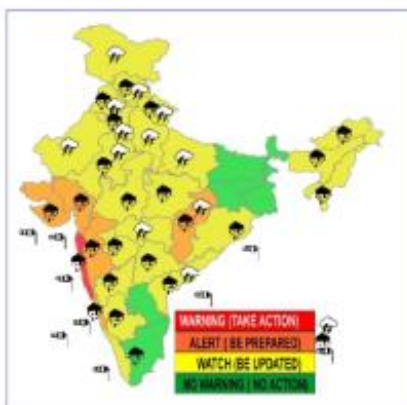 WARNING (TAKE ACTION)
ALERT ( BE PREPARED)
WATCH (BE UPDATED)
NO WARNING ( NO ACTION)